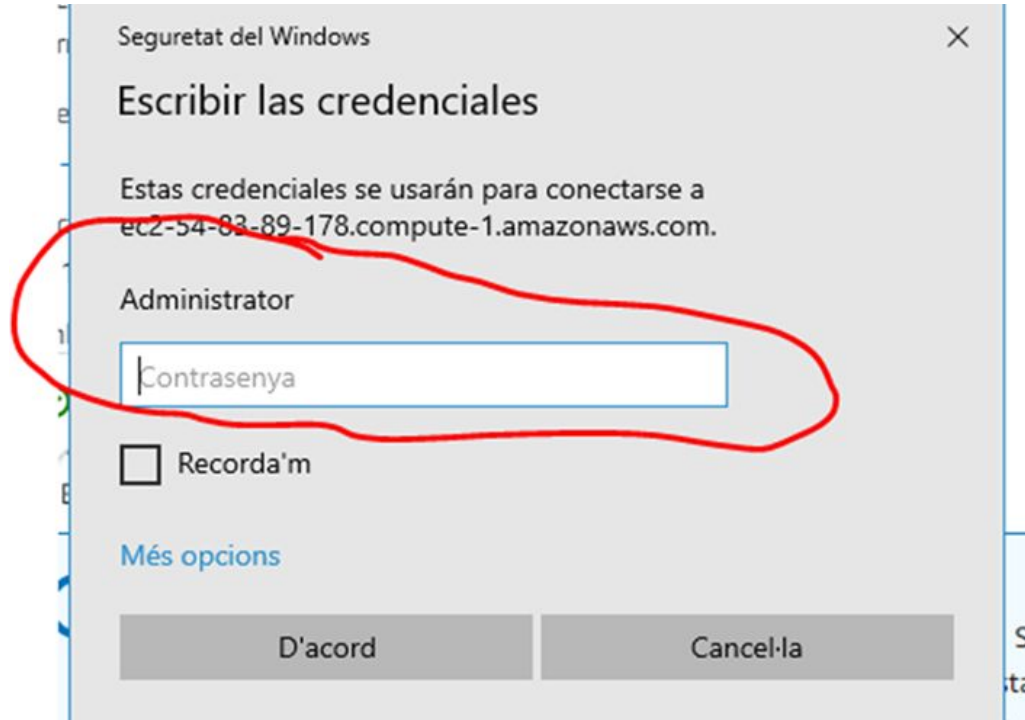 Seguretat del Windows
Escribir las credenciales
Estas credenciales se usarán para conectarse a
ec2-54-83-89-178.compute-1.amazonaws.com.
Administrator
Contrasenya
Recorda'm
Més opcions
D'acord
Cancel·la